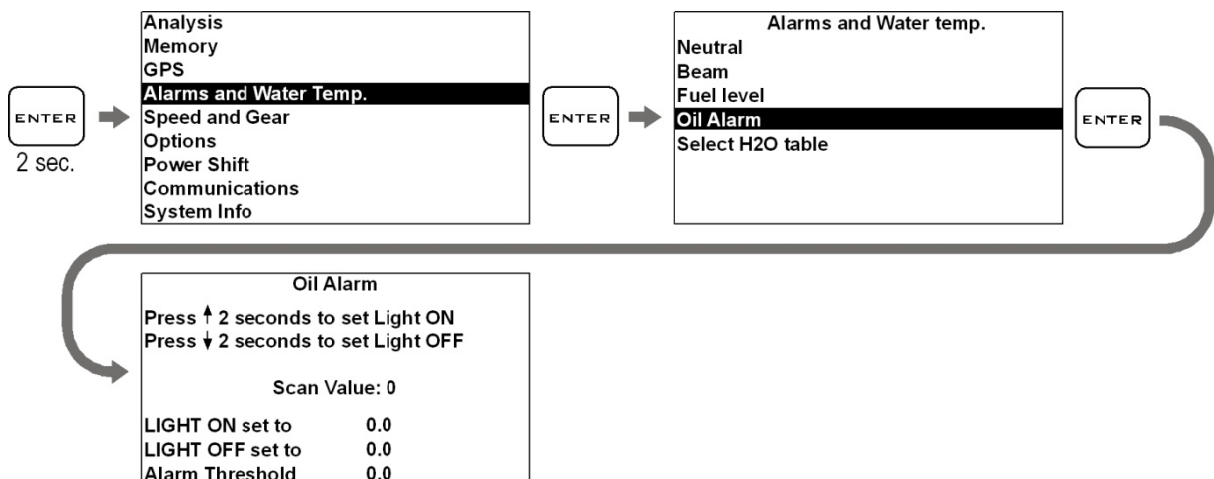 ENTER
2 sec.
Analysis
Memory
GPS
Alarms and Water Temp.
Speed and Gear
Options
Power Shift
Communications
System Info
ENTER
Alarms and Water temp.
Neutral
Beam
Fuel level
Oil Alarm
Select H2O table
ENTER
Oil Alarm
Press ↑ 2 seconds to set Light ON
Press ↓ 2 seconds to set Light OFF
Scan Value: 0
LIGHT ON set to 0.0
LIGHT OFF set to 0.0
Alarm Threshold 0.0